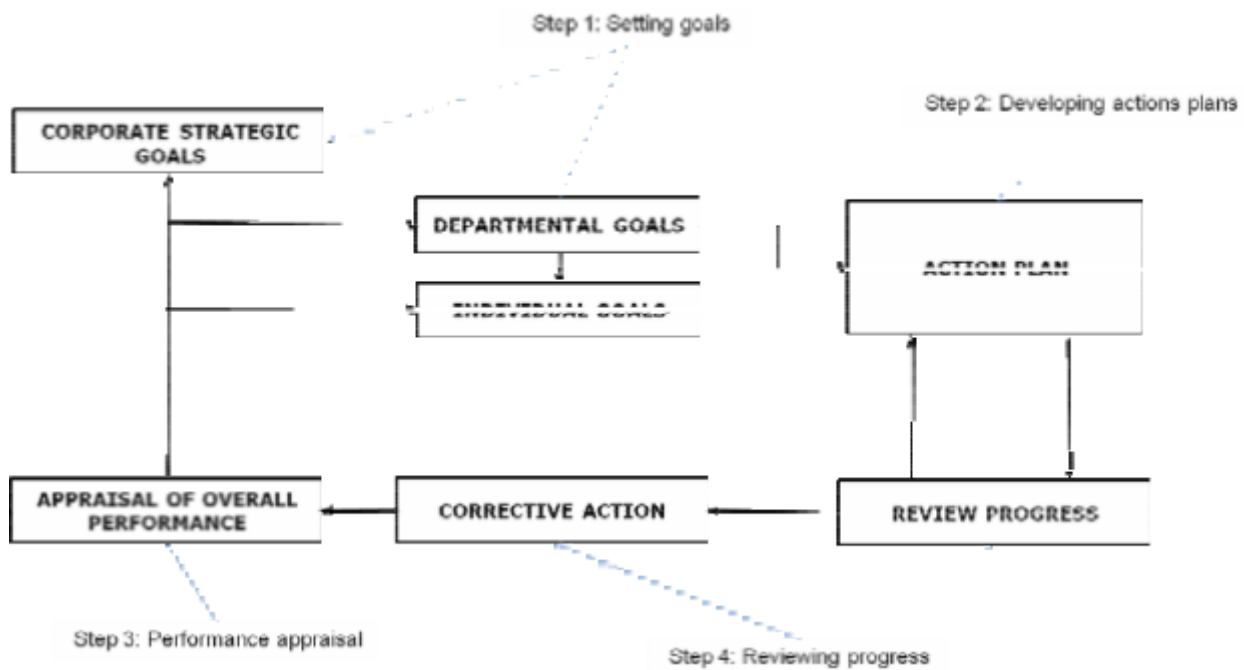 Step 1: Setting goals
Step 2: Developing actions plans
CORPORATE STRATEGIC
GOALS
DEPARTMENTAL GOALS
ACTION PLAN
INDIVIDUAL GOALS
APPRAISAL OF OVERALL
PERFORMANCE
CORRECTIVE ACTION
REVIEW PROGRESS
Step 3: Performance appraisal
Step 4: Reviewing progress